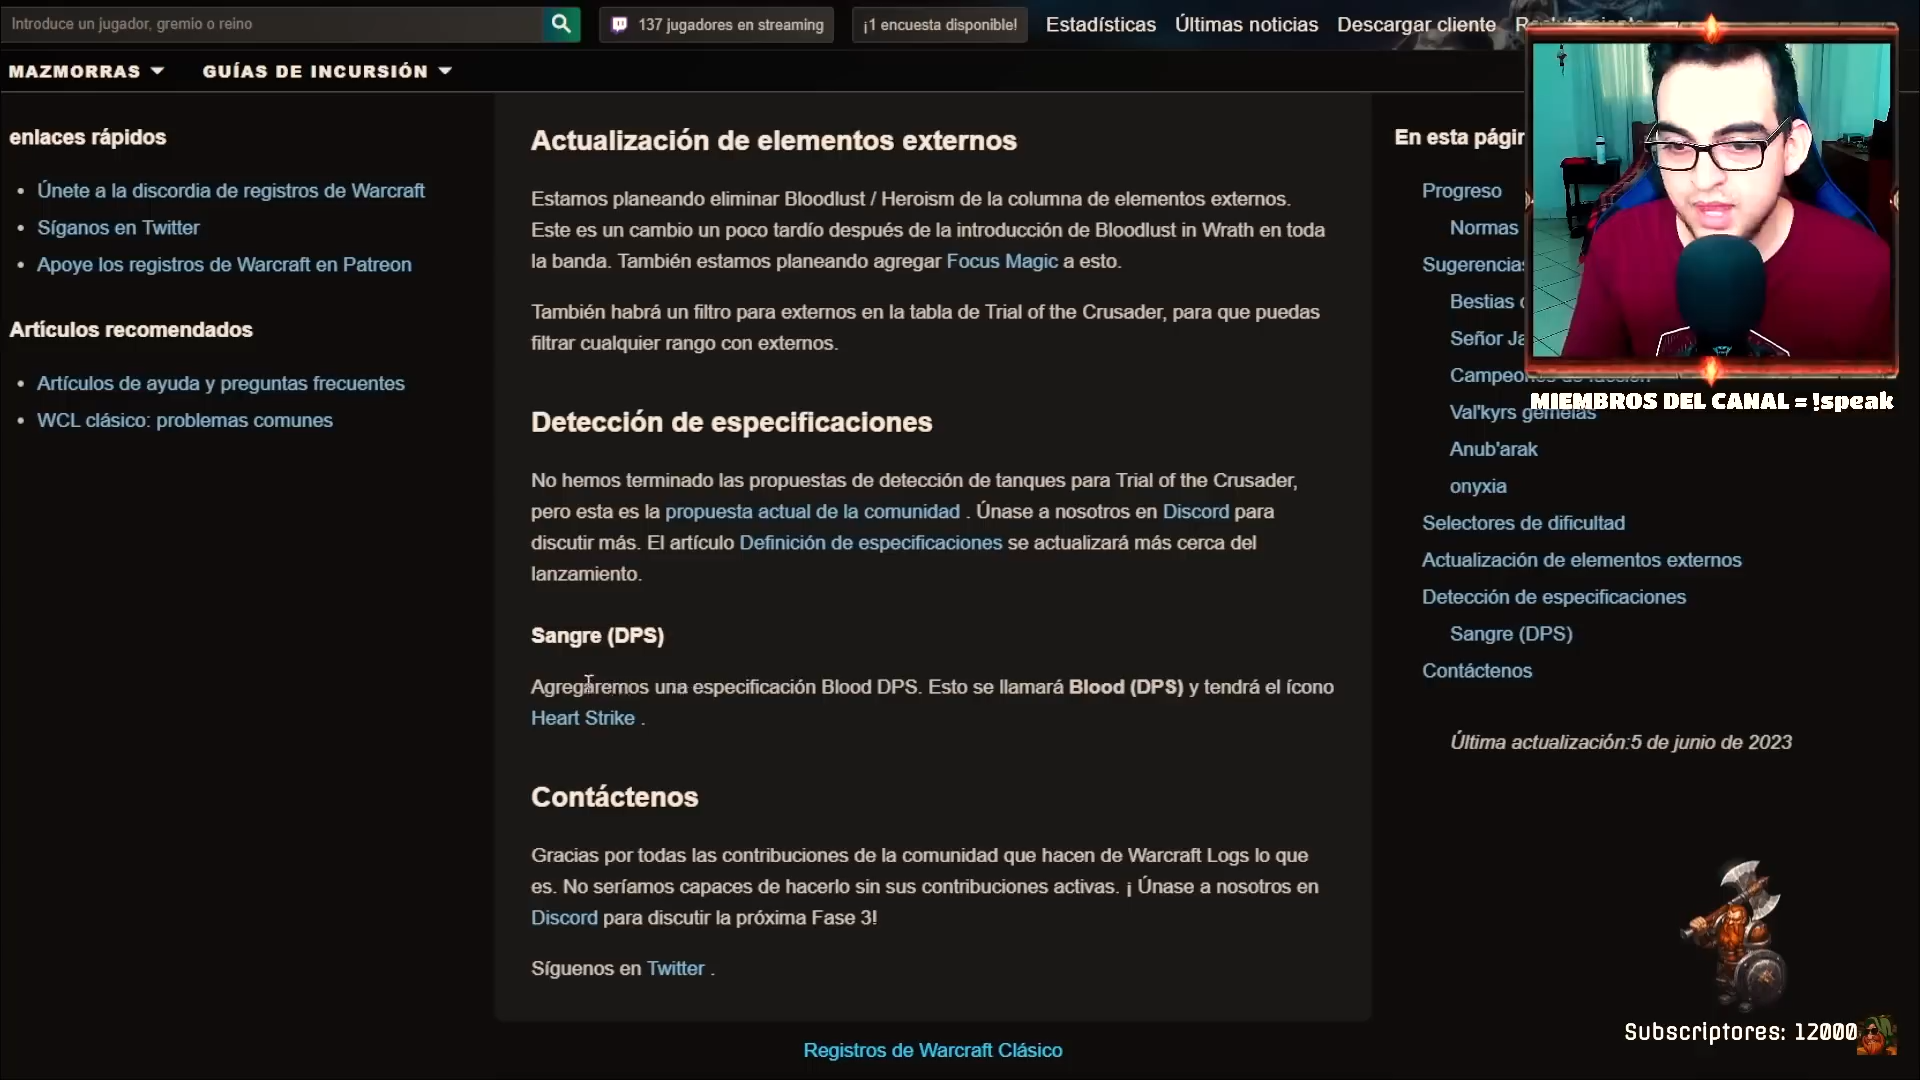 Introduce un jugador, gremio o reino
137 jugadores en streaming
¡1 encuesta disponible!
Estadísticas
Últimas noticias
Descargar cliente
MAZMORRAS
GUÍAS DE INCURSIÓN
enlaces rápidos
Únete a la discordia de registros de Warcraft
Síganos en Twitter
Apoye los registros de Warcraft en Patreon
Artículos recomendados
Artículos de ayuda y preguntas frecuentes
WCL clásico: problemas comunes
Actualización de elementos externos
Estamos planeando eliminar Bloodlust / Heroism de la columna de elementos externos.
Este es un cambio un poco tardío después de la introducción de Bloodlust in Wrath en toda
la banda. También estamos planeando agregar Focus Magic a esto.
También habrá un filtro para externos en la tabla de Trial of the Crusader, para que puedas
filtrar cualquier rango con externos.
Detección de especificaciones
No hemos terminado las propuestas de detección de tanques para Trial of the Crusader,
pero esta es la propuesta actual de la comunidad . Únase a nosotros en Discord para
discutir más. El artículo Definición de especificaciones se actualizará más cerca del
lanzamiento.
Sangre (DPS)
Agregaremos una especificación Blood DPS. Esto se llamará Blood (DPS) y tendrá el ícono
Heart Strike .
Contáctenos
Gracias por todas las contribuciones de la comunidad que hacen de Warcraft Logs lo que
es. No seríamos capaces de hacerlo sin sus contribuciones activas. ¡ Únase a nosotros en
Discord para discutir la próxima Fase 3!
Síguenos en Twitter .
Registros de Warcraft Clásico
En esta págin
Progreso
Normas
Sugerencias
Bestias
Señor Ja
Campeones de facción
MIEMBROS DEL CANAL = !speak
Val'kyrs gemelas
Anub'arak
onyxia
Selectores de dificultad
Actualización de elementos externos
Detección de especificaciones
Sangre (DPS)
Contáctenos
Última actualización:5 de junio de 2023
Subscriptores: 12000